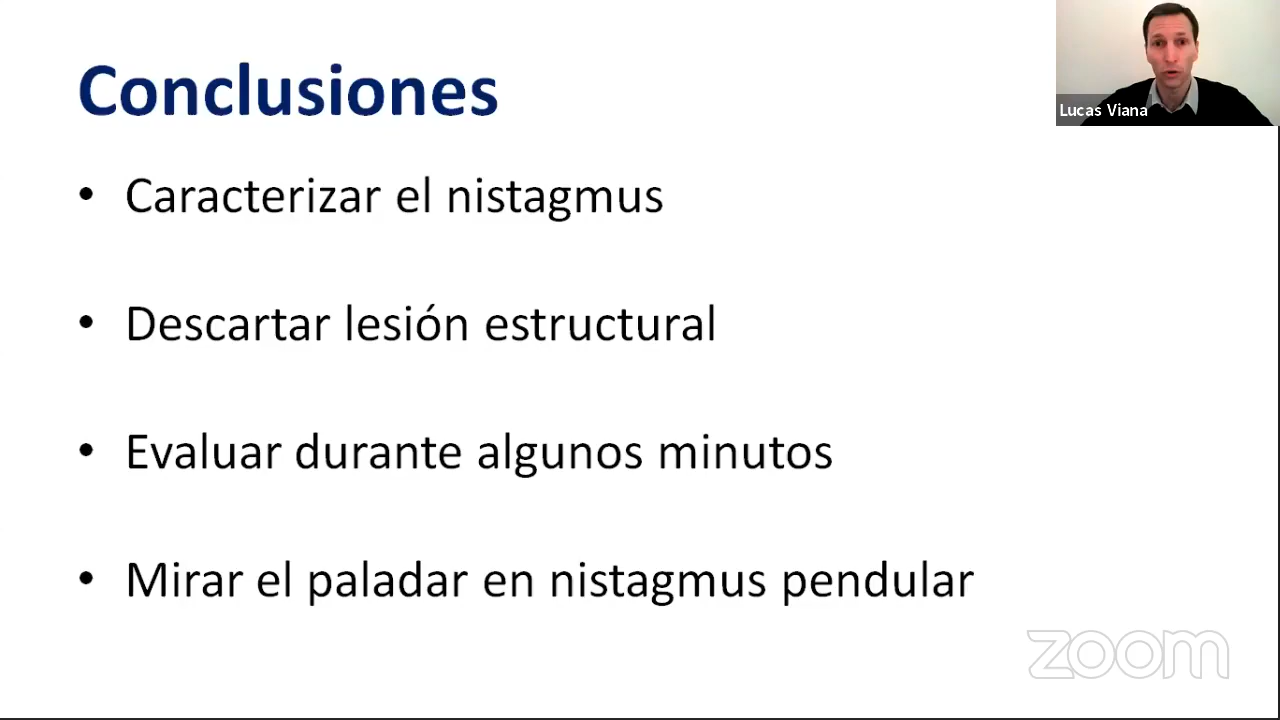 Conclusiones
Lucas Viana
• Caracterizar el nistagmus
• Descartar lesión estructural
• Evaluar durante algunos minutos
• Mirar el paladar en nistagmus pendular
zoom